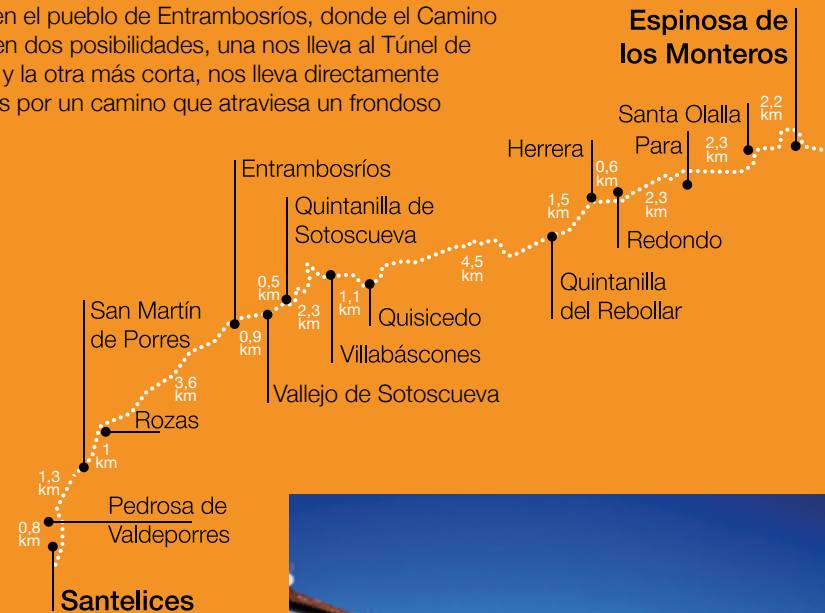 en el pueblo de Entrambosríos, donde el Camino
en dos posibilidades, una nos lleva al Túnel de
y la otra más corta, nos lleva directamente
s por un camino que atraviesa un frondoso
Espinosa de
los Monteros
2,2
km
Santa Olalla
2,3
km
Para
2,3
km
Herrera
0,6
km
Redondo
1,5
km
Quintanilla
del Rebollar
4,5
km
Quisicedo
1,1
km
Villabáscones
2,3
km
Quintanilla de
Sotoscueva
0,5
km
Vallejo de Sotoscueva
0,9
km
Entrambosríos
3,6
km
Rozas
1
km
San Martín
de Porres
1,3
km
Pedrosa de
Valdeporres
0,8
km
Santelices